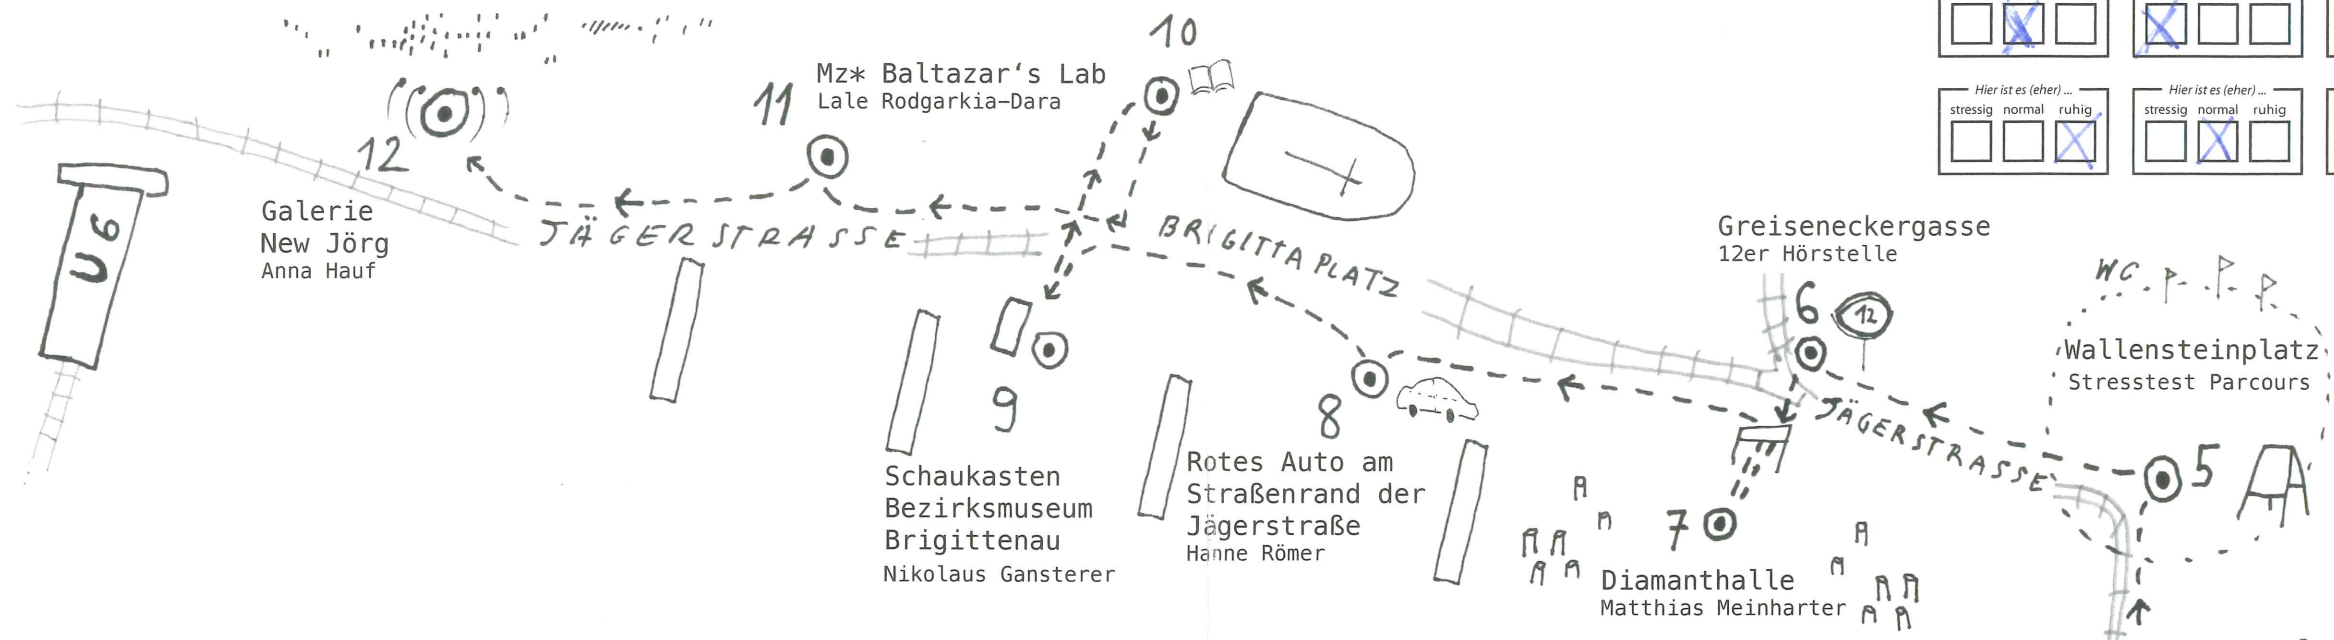 10
Mz* Baltazar‘s Lab
Lale Rodgarkia–Dara
11
12
Galerie
New Jörg
Anna Hauf
U6
JÄGERSTRASSE
BRIGITTAPLATZ
9
Schaukasten
Bezirksmuseum
Brigittenau
Nikolaus Gansterer
8
Rotes Auto am
Straßenrand der
Jägerstraße
Hanne Römer
Greiseneckergasse
12er Hörstelle
6
12
JÄGERSTRASSE
7
Diamanthalle
Matthias Meinharter
WC
Wallensteinplatz
Stresstest Parcours
5
Hier ist es (eher) ...
stressig normal ruhig
Hier ist es (eher) ...
stressig normal ruhig